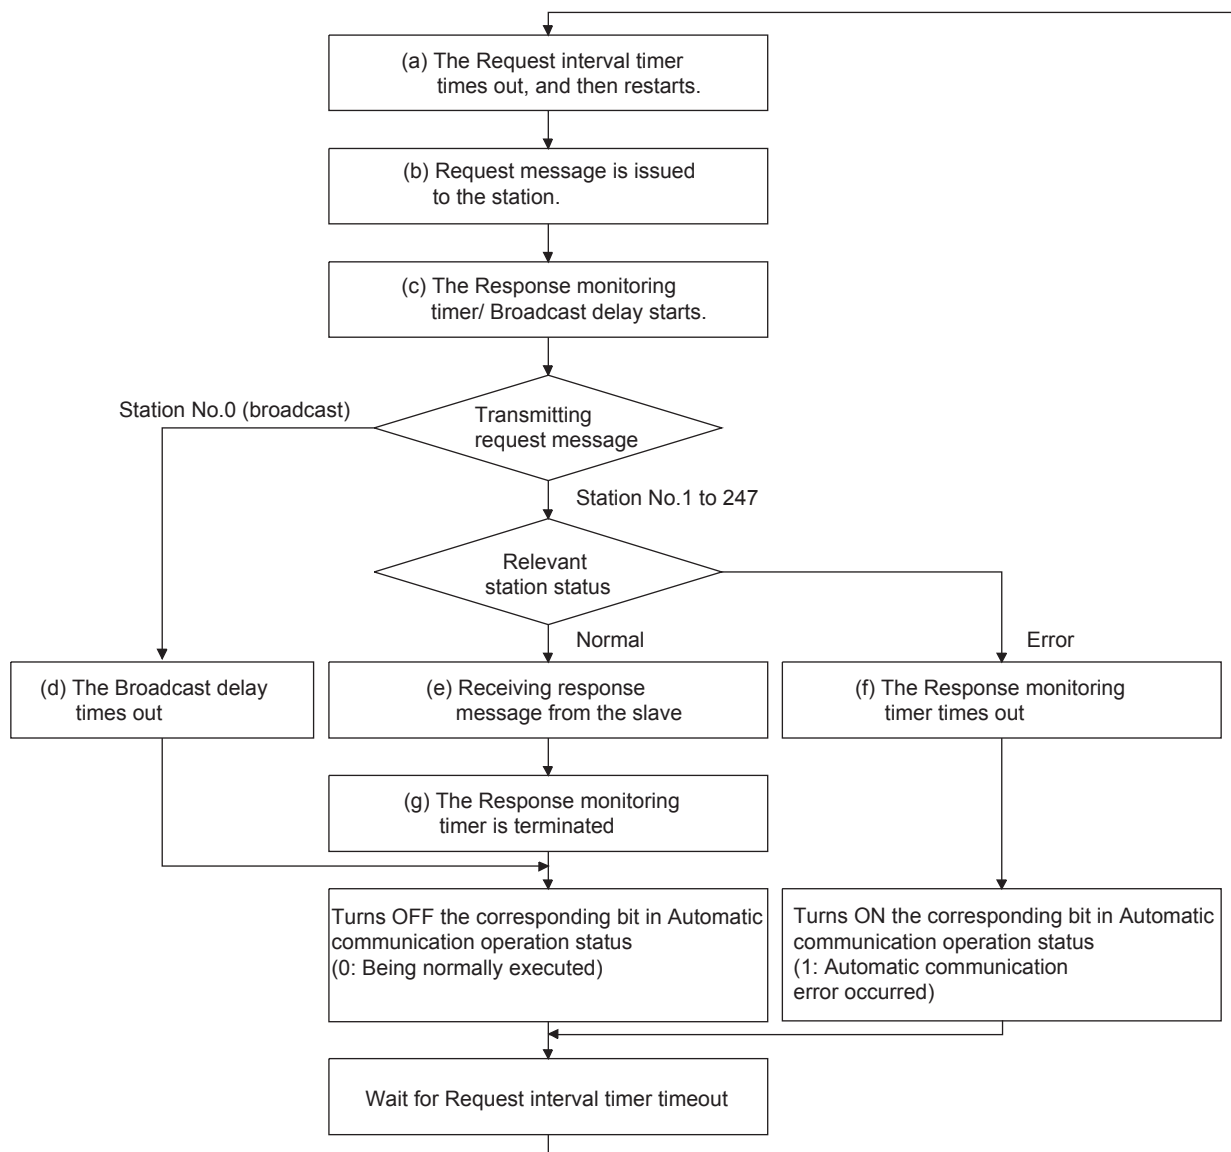 (a) The Request interval timer
times out, and then restarts.
(b) Request message is issued
to the station.
(c) The Response monitoring
timer/ Broadcast delay starts.
Station No.0 (broadcast)
Transmitting
request message
Station No.1 to 247
Relevant
station status
Normal
Error
(d) The Broadcast delay
times out
(e) Receiving response
message from the slave
(f) The Response monitoring
timer times out
(g) The Response monitoring
timer is terminated
Turns OFF the corresponding bit in Automatic
communication operation status
(0: Being normally executed)
Turns ON the corresponding bit in Automatic
communication operation status
(1: Automatic communication
error occurred)
Wait for Request interval timer timeout